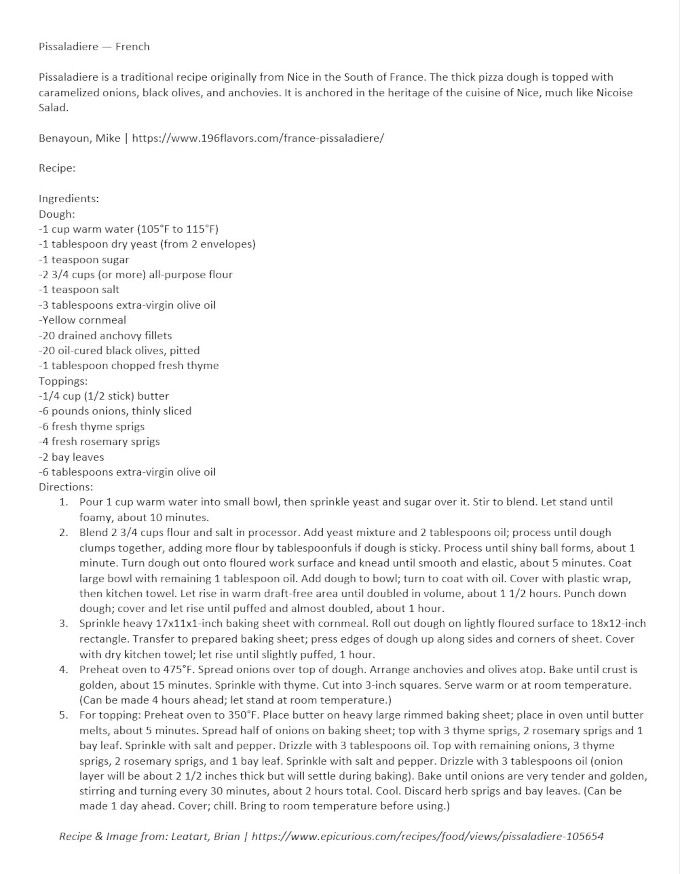 Pissaladiere — French
Pissaladiere is a traditional recipe originally from Nice in the South of France. The thick pizza dough is topped with
caramelized onions, black olives, and anchovies. It is anchored in the heritage of the cuisine of Nice, much like Nicoise
Salad.
Benayoun, Mike | https://www.196flavors.com/france-pissaladiere/
Recipe:
Ingredients:
Dough:
-1 cup warm water (105°F to 115°F)
-1 tablespoon dry yeast (from 2 envelopes)
-1 teaspoon sugar
-2 3/4 cups (or more) all-purpose flour
-1 teaspoon salt
-3 tablespoons extra-virgin olive oil
-Yellow cornmeal
-20 drained anchovy fillets
-20 oil-cured black olives, pitted
-1 tablespoon chopped fresh thyme
Toppings:
-1/4 cup (1/2 stick) butter
-6 pounds onions, thinly sliced
-6 fresh thyme sprigs
-4 fresh rosemary sprigs
-2 bay leaves
-6 tablespoons extra-virgin olive oil
Directions:
1. Pour 1 cup warm water into small bowl, then sprinkle yeast and sugar over it. Stir to blend. Let stand until
foamy, about 10 minutes.
2. Blend 2 3/4 cups flour and salt in processor. Add yeast mixture and 2 tablespoons oil; process until dough
clumps together, adding more flour by tablespoonfuls if dough is sticky. Process until shiny ball forms, about 1
minute. Turn dough out onto floured work surface and knead until smooth and elastic, about 5 minutes. Coat
large bowl with remaining 1 tablespoon oil. Add dough to bowl; turn to coat with oil. Cover with plastic wrap,
then kitchen towel. Let rise in warm draft-free area until doubled in volume, about 1 1/2 hours. Punch down
dough; cover and let rise until puffed and almost doubled, about 1 hour.
3. Sprinkle heavy 17x11x1-inch baking sheet with cornmeal. Roll out dough on lightly floured surface to 18x12-inch
rectangle. Transfer to prepared baking sheet; press edges of dough up along sides and corners of sheet. Cover
with dry kitchen towel; let rise until slightly puffed, 1 hour.
4. Preheat oven to 475°F. Spread onions over top of dough. Arrange anchovies and olives atop. Bake until crust is
golden, about 15 minutes. Sprinkle with thyme. Cut into 3-inch squares. Serve warm or at room temperature.
(Can be made 4 hours ahead; let stand at room temperature.)
5. For topping: Preheat oven to 350°F. Place butter on heavy large rimmed baking sheet; place in oven until butter
melts, about 5 minutes. Spread half of onions on baking sheet; top with 3 thyme sprigs, 2 rosemary sprigs and 1
bay leaf. Sprinkle with salt and pepper. Drizzle with 3 tablespoons oil. Top with remaining onions, 3 thyme
sprigs, 2 rosemary sprigs, and 1 bay leaf. Sprinkle with salt and pepper. Drizzle with 3 tablespoons oil (onion
layer will be about 2 1/2 inches thick but will settle during baking). Bake until onions are very tender and golden,
stirring and turning every 30 minutes, about 2 hours total. Cool. Discard herb sprigs and bay leaves. (Can be
made 1 day ahead. Cover; chill. Bring to room temperature before using.)
Recipe & Image from: Leatart, Brian | https://www.epicurious.com/recipes/food/views/pissaladiere-105654